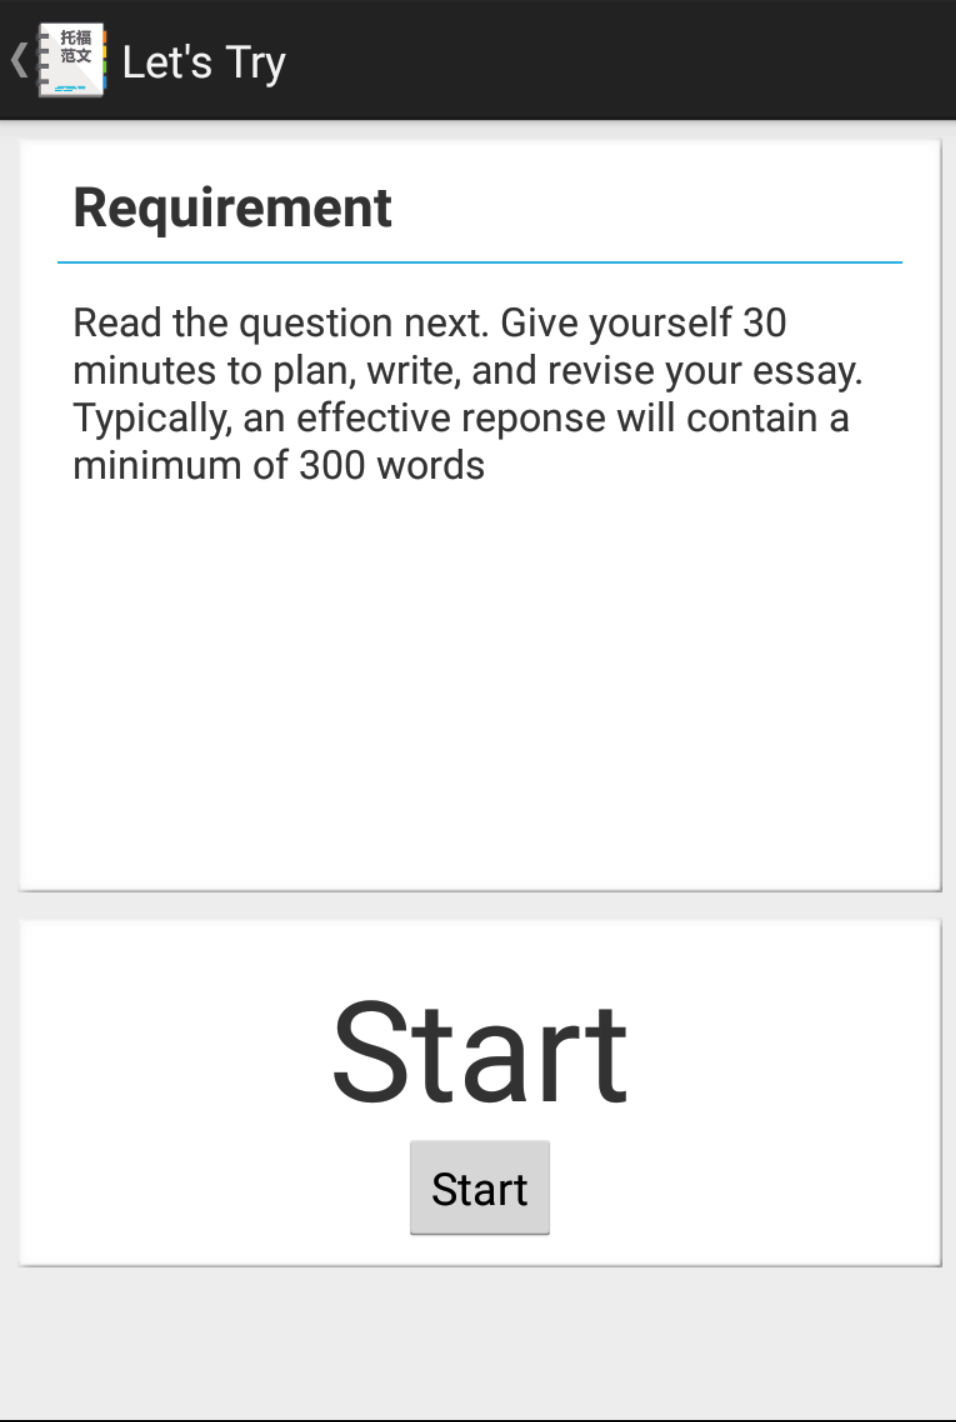 托福
范文
Let's Try
Requirement
Read the question next. Give yourself 30
minutes to plan, write, and revise your essay.
Typically, an effective reponse will contain a
minimum of 300 words
Start
Start